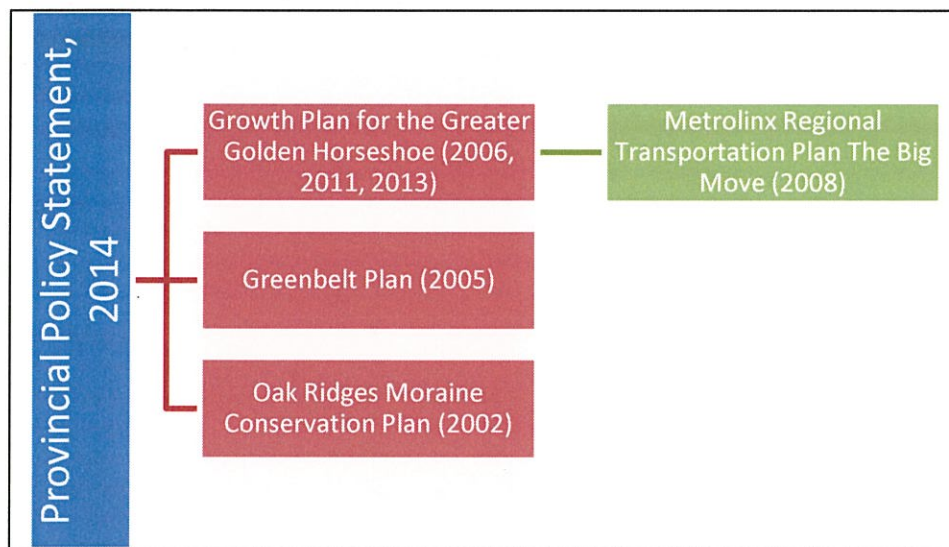 Provincial Policy Statement,
2014
Growth Plan for the Greater
Golden Horseshoe (2006,
2011, 2013)
Metrolinx Regional
Transportation Plan The Big
Move (2008)
Greenbelt Plan (2005)
Oak Ridges Moraine
Conservation Plan (2002)